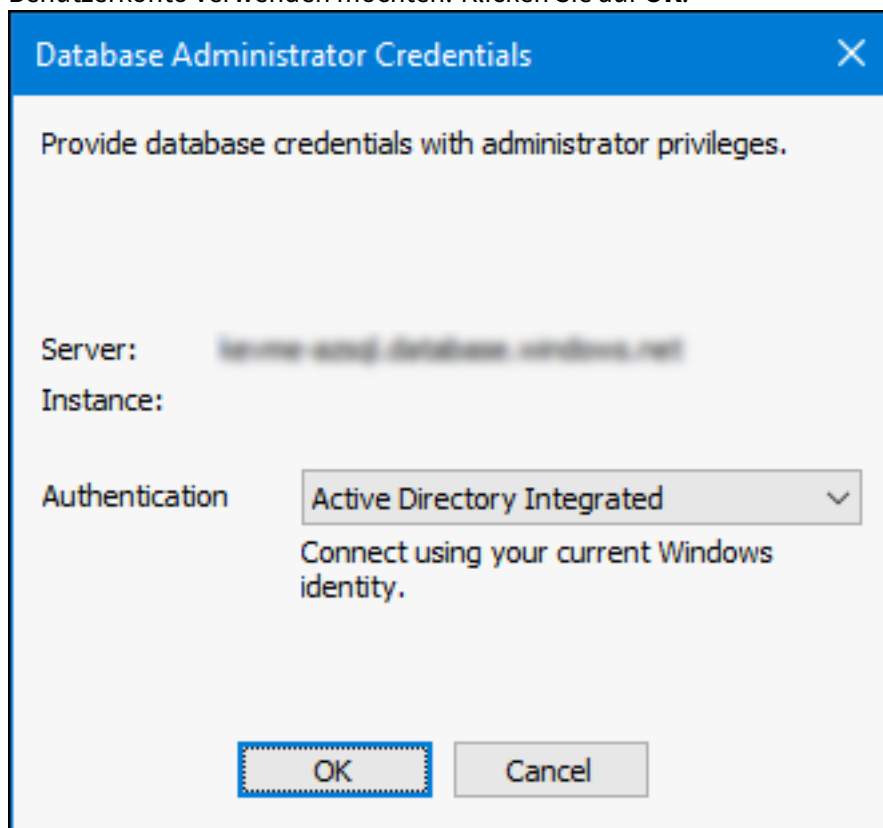 Benutzerkonto verwenden möchten. Klicken Sie auf OK.
Database Administrator Credentials
Provide database credentials with administrator privileges.
Server:
Instance:
Authentication Active Directory Integrated
Connect using your current Windows
identity.
OK Cancel